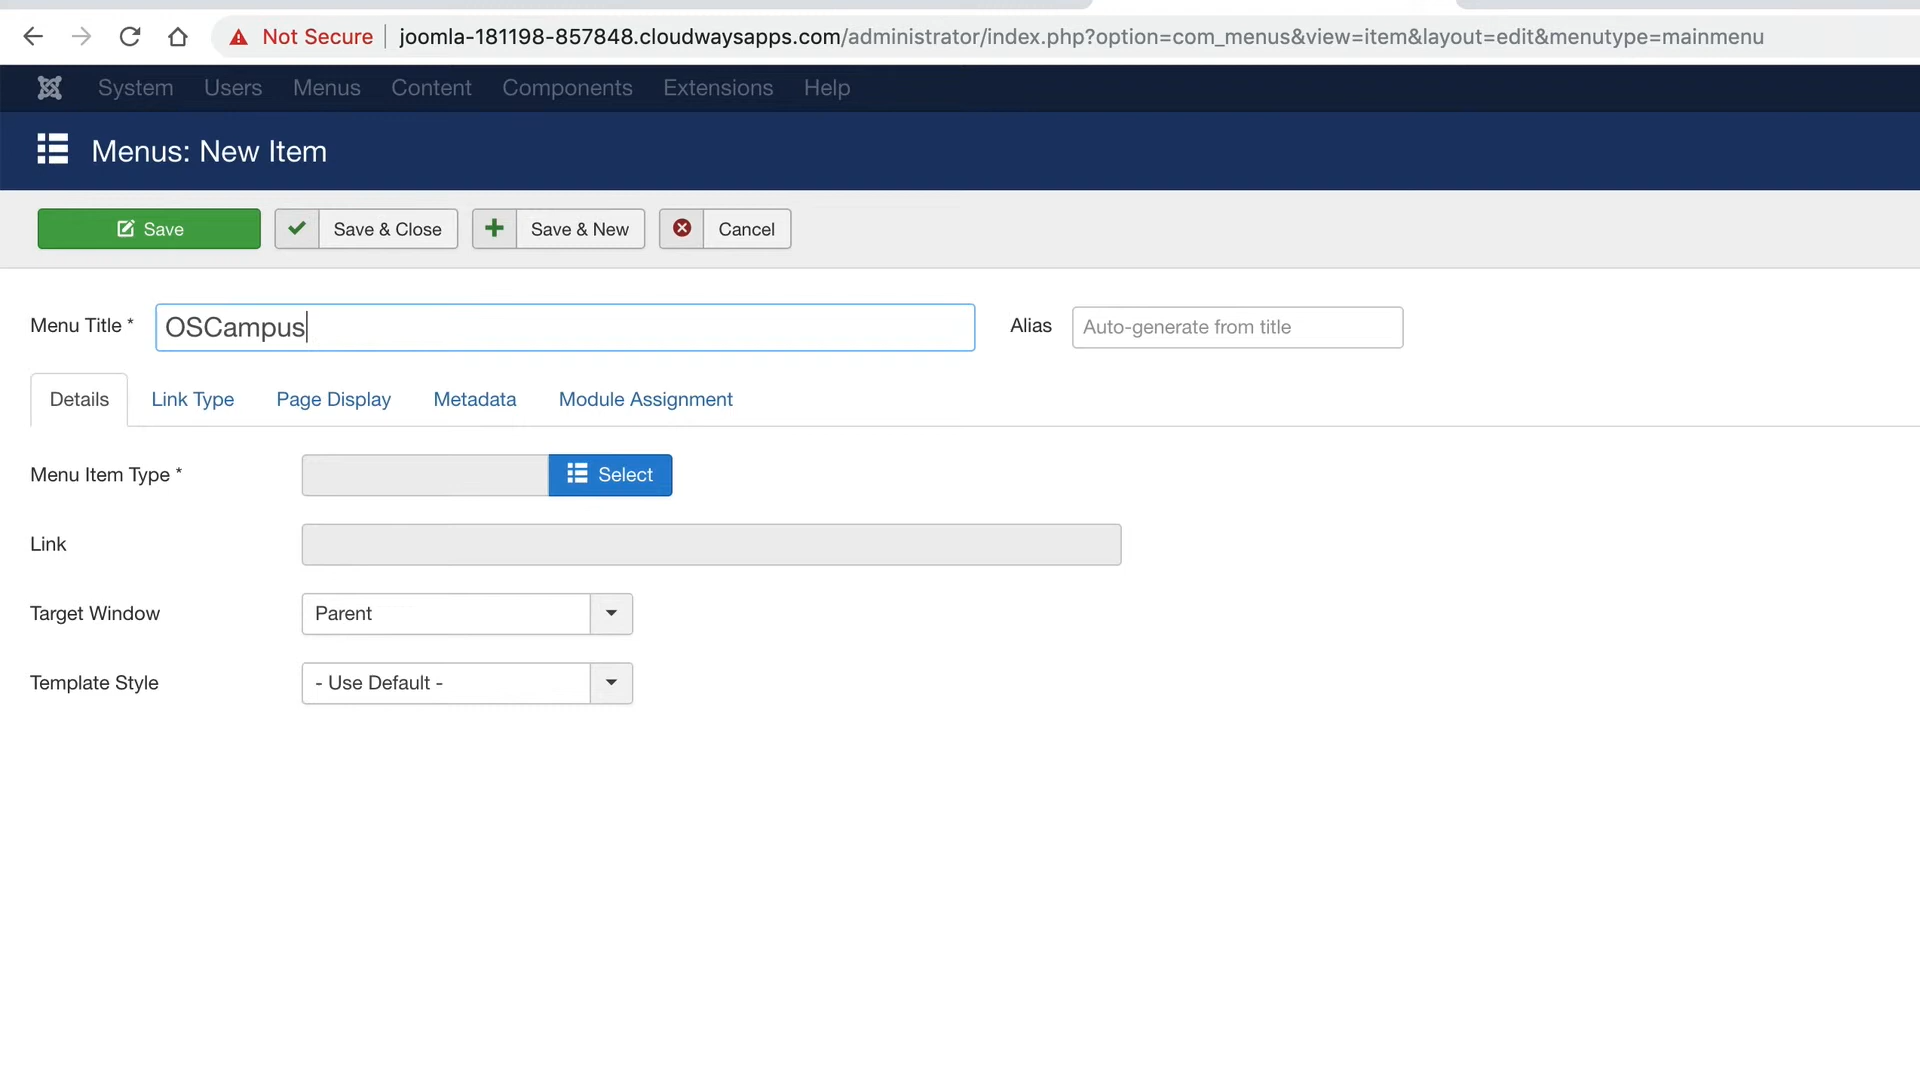 Not Secure joomla-181198-857848.cloudwaysapps.com/administrator/index.php?option=com_menus&view=item&layout=edit&menutype=mainmenu
System Users Menus Content Components Extensions Help
Menus: New Item
Save Save & Close Save & New Cancel
Menu Title * OSCampus Alias Auto-generate from title
Details Link Type Page Display Metadata Module Assignment
Menu Item Type * Select
Link
Target Window Parent
Template Style - Use Default -